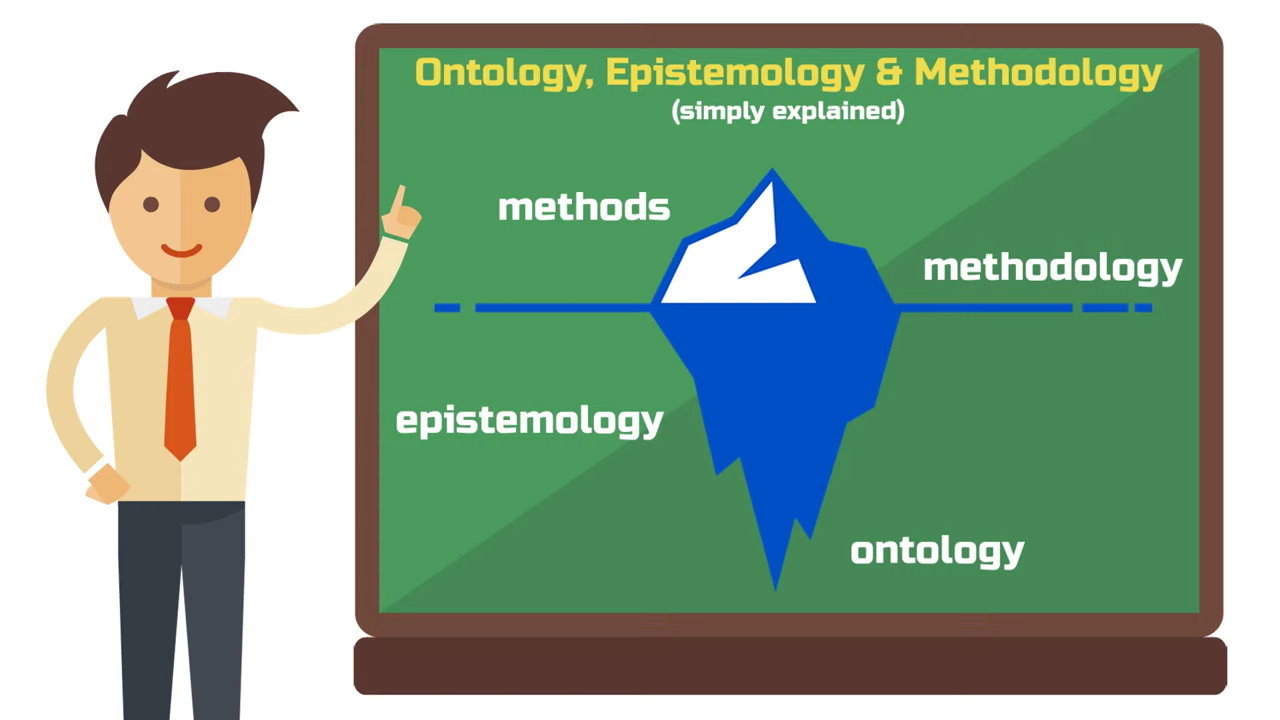 Ontology, Epistemology & Methodology
(simply explained)
methods
methodology
epistemology
ontology